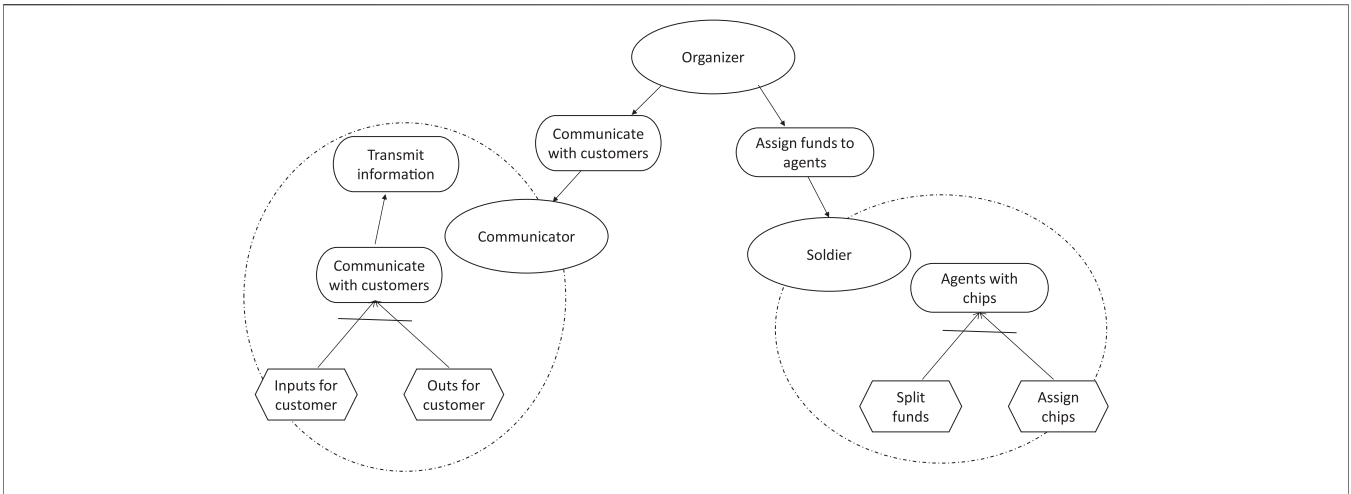 Organizer
Communicate
with customers
Assign funds to
agents
Transmit
information
Communicator
Soldier
Communicate
with customers
Agents with
chips
Inputs for
customer
Outs for
customer
Split
funds
Assign
chips